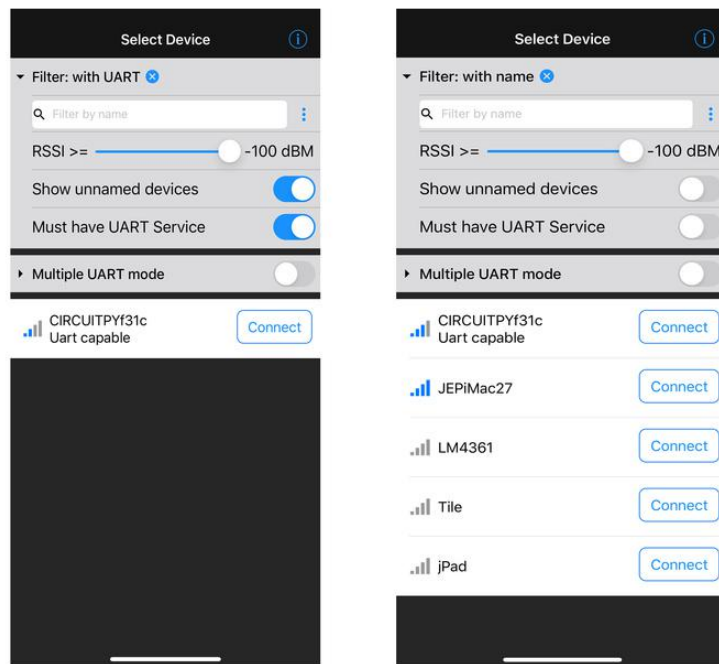 Select Device
Filter: with UART
Filter by name
RSSI >= -100 dBM
Show unnamed devices
Must have UART Service
Multiple UART mode
CIRCUITPYf31c
Uart capable
Connect
Select Device
Filter: with name
Filter by name
RSSI >= -100 dBM
Show unnamed devices
Must have UART Service
Multiple UART mode
CIRCUITPYf31c
Uart capable
Connect
JEPiMac27
Connect
LM4361
Connect
Tile
Connect
jPad
Connect